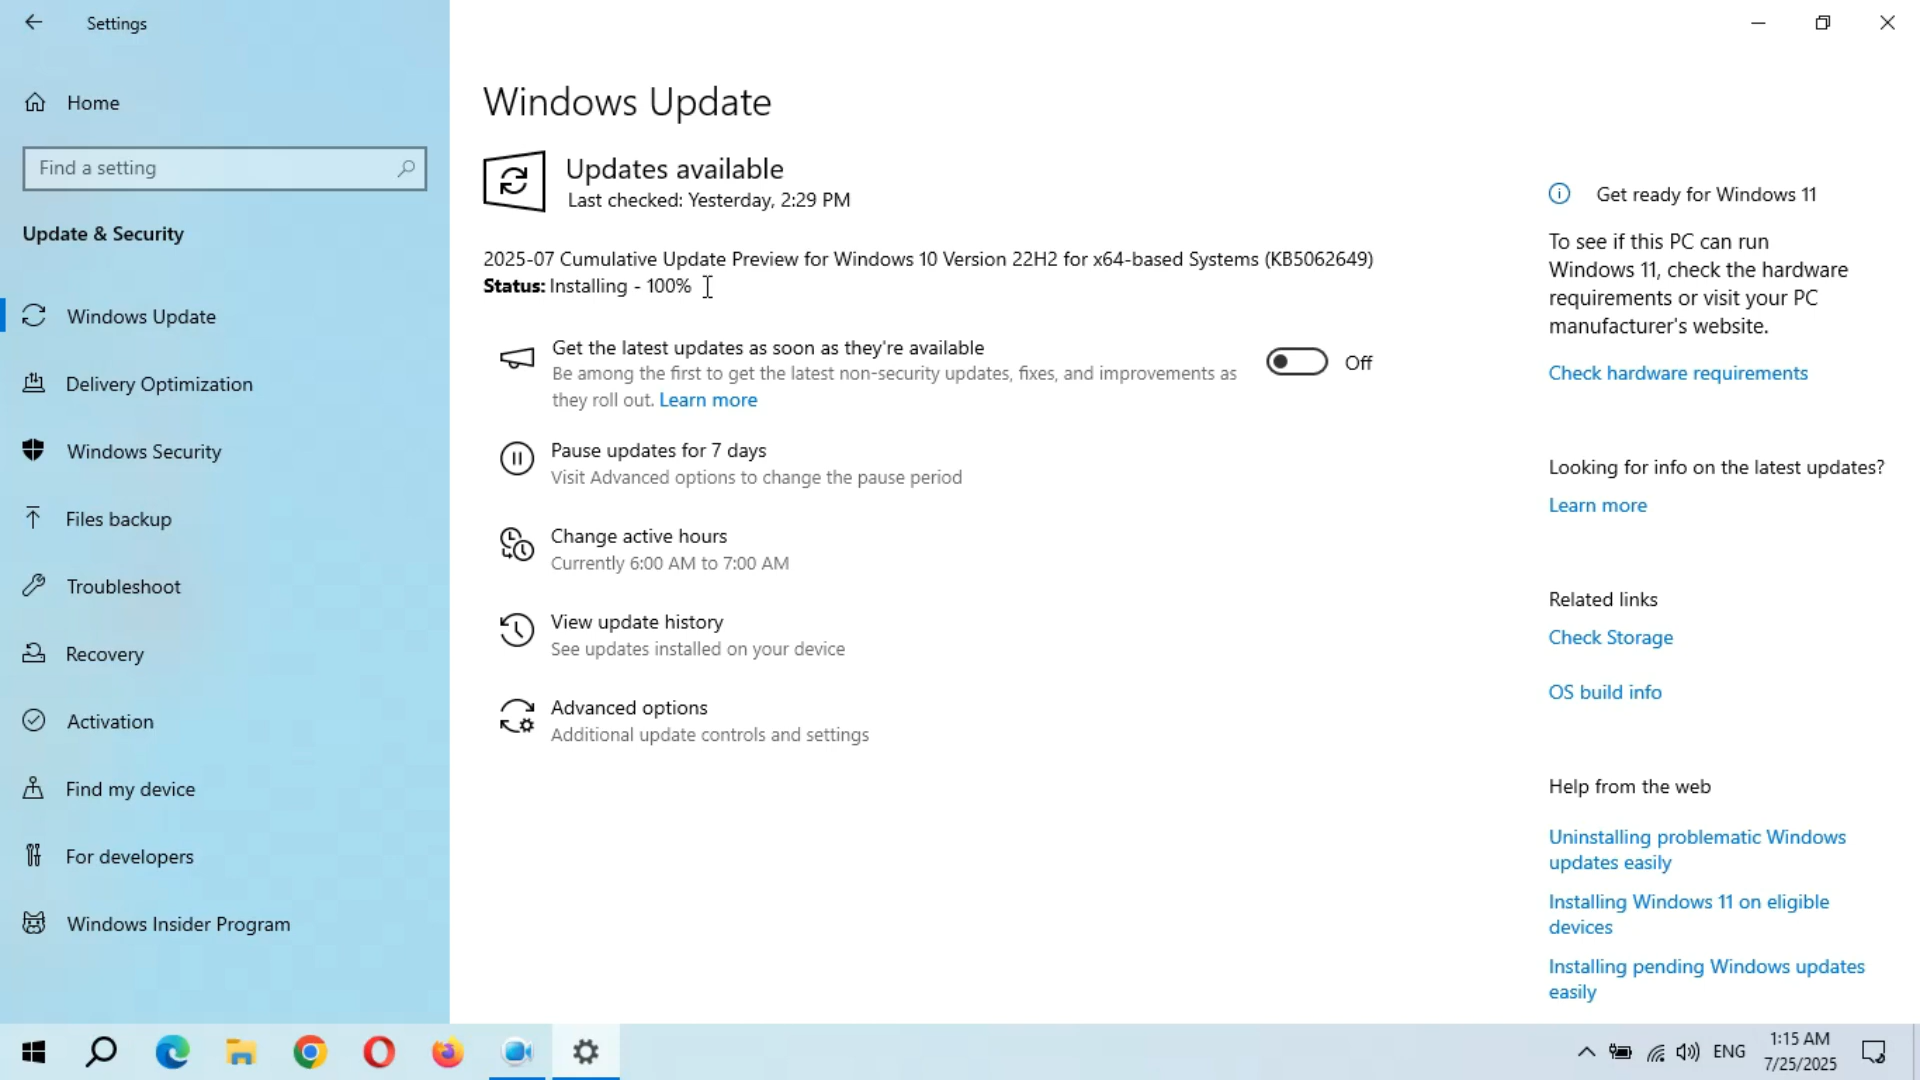 Settings
Home
Find a setting
Update & Security
Windows Update
Delivery Optimization
Windows Security
Files backup
Troubleshoot
Recovery
Activation
Find my device
For developers
Windows Insider Program
Windows Update
Updates available
Last checked: Yesterday, 2:29 PM
2025-07 Cumulative Update Preview for Windows 10 Version 22H2 for x64-based Systems (KB5062649)
Status: Installing - 100%
Get the latest updates as soon as they're available
Be among the first to get the latest non-security updates, fixes, and improvements as
they roll out. Learn more
Off
Pause updates for 7 days
Visit Advanced options to change the pause period
Change active hours
Currently 6:00 AM to 7:00 AM
View update history
See updates installed on your device
Advanced options
Additional update controls and settings
Get ready for Windows 11
To see if this PC can run
Windows 11, check the hardware
requirements or visit your PC
manufacturer's website.
Check hardware requirements
Looking for info on the latest updates?
Learn more
Related links
Check Storage
OS build info
Help from the web
Uninstalling problematic Windows
updates easily
Installing Windows 11 on eligible
devices
Installing pending Windows updates
easily
ENG
1:15 AM
7/25/2025